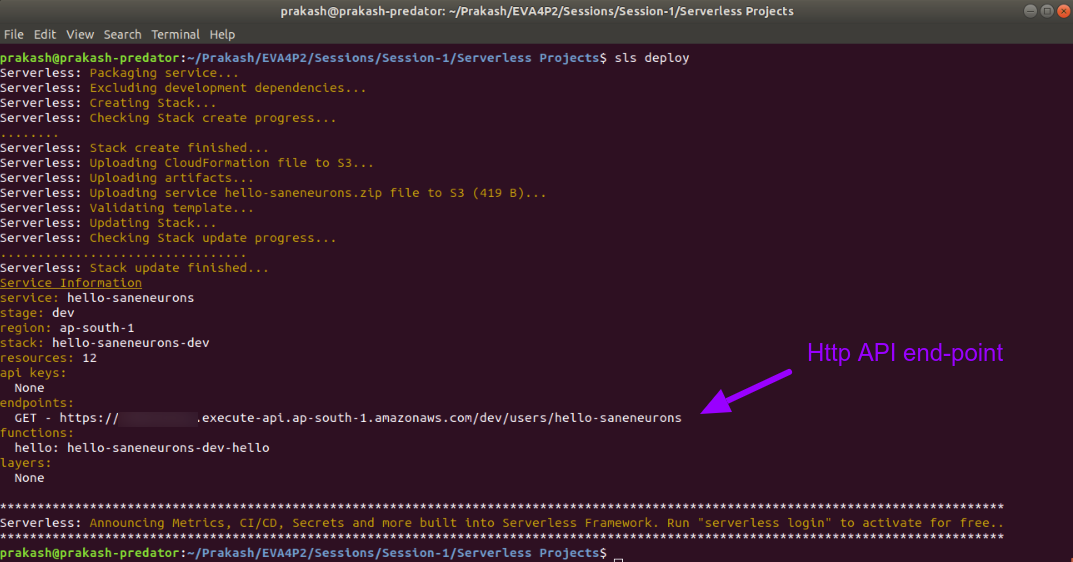 prakash@prakash-predator: ~/Prakash/EVA4P2/Sessions/Session-1/Serverless Projects
File Edit View Search Terminal Help
prakash@prakash-predator:~/Prakash/EVA4P2/Sessions/Session-1/Serverless Projects$ sls deploy
Serverless: Packaging service...
Serverless: Excluding development dependencies...
Serverless: Creating Stack...
Serverless: Checking Stack create progress...
........
Serverless: Stack create finished...
Serverless: Uploading CloudFormation file to S3...
Serverless: Uploading artifacts...
Serverless: Uploading service hello-saneneurons.zip file to S3 (419 B)...
Serverless: Validating template...
Serverless: Updating Stack...
Serverless: Checking Stack update progress...
.................................
Serverless: Stack update finished...
Service Information
service: hello-saneneurons
stage: dev
region: ap-south-1
stack: hello-saneneurons-dev
resources: 12
Http API end-point
api keys:
  None
endpoints:
  GET - https://.execute-api.ap-south-1.amazonaws.com/dev/users/hello-saneneurons
functions:
  hello: hello-saneneurons-dev-hello
layers:
  None
**************************************************************************************************************************************
Serverless: Announcing Metrics, CI/CD, Secrets and more built into Serverless Framework. Run "serverless login" to activate for free..
**************************************************************************************************************************************
prakash@prakash-predator:~/Prakash/EVA4P2/Sessions/Session-1/Serverless Projects$